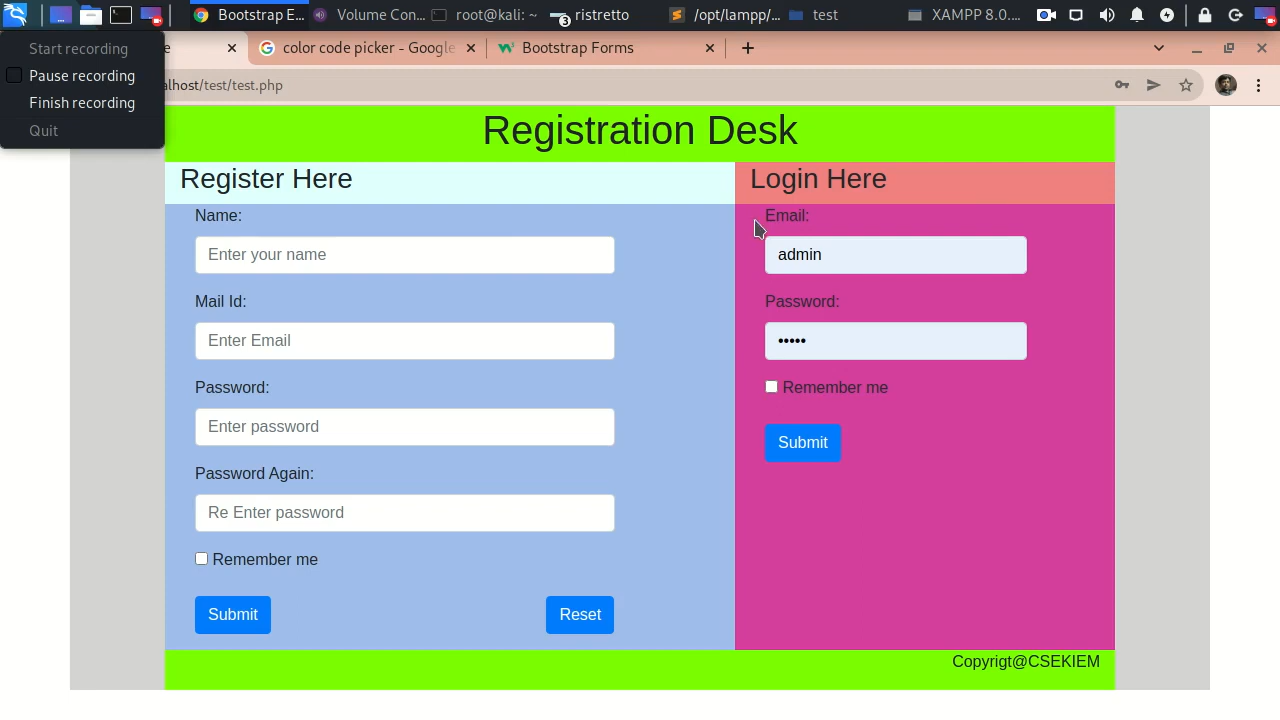 Bootstrap E... Volume Con... root@kali: ~ 3 ristretto /opt/lampp/... test XAMPP 8.0....
Start recording
Pause recording
Finish recording
Quit
e color code picker - Google Bootstrap Forms
alhost/test/test.php
Registration Desk
Register Here
Name:
Enter your name
Mail Id:
Enter Email
Password:
Enter password
Password Again:
Re Enter password
Remember me
Submit Reset
Login Here
Email:
admin
Password:
•••••
Remember me
Submit
Copyrigt@CSEKIEM